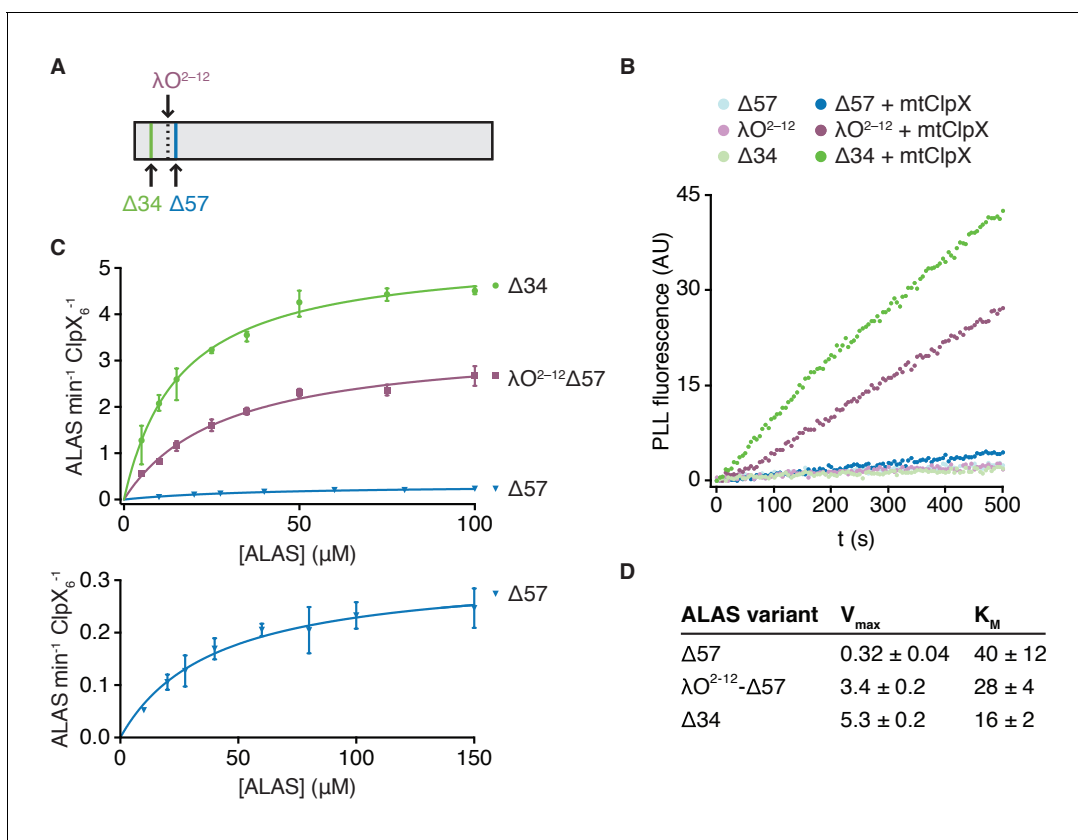 A
λO²⁻¹²
Δ34
Δ57
B
Δ57
λO²⁻¹²
Δ34
Δ57 + mtClpX
λO²⁻¹² + mtClpX
Δ34 + mtClpX
PLL fluorescence (AU)
45
30
15
0
0 100 200 300 400 500
t (s)
C
ALAS min⁻¹ ClpX₆⁻¹
5
4
3
2
1
0
0 50 100
[ALAS] (µM)
Δ34
λO²⁻¹²Δ57
Δ57
ALAS min⁻¹ ClpX₆⁻¹
0.3
0.2
0.1
0.0
0 50 100 150
[ALAS] (µM)
Δ57
D
ALAS variant Vmax KM
Δ57 0.32 ± 0.04 40 ± 12
λO²⁻¹²-Δ57 3.4 ± 0.2 28 ± 4
Δ34 5.3 ± 0.2 16 ± 2